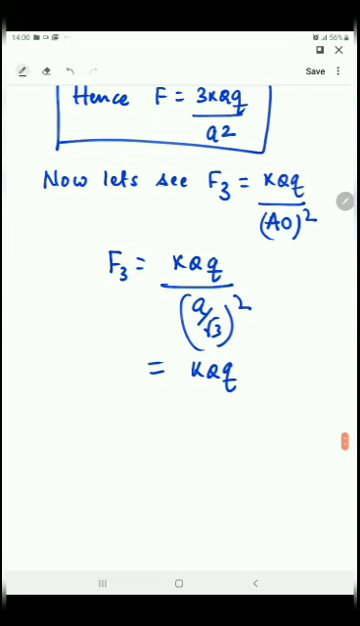 14:00 56%
Save
Hence F = 3KQq
a2
Now lets see F3 = KQq
(AO)2
F3 = KQq
(a/√3)2
= KQq